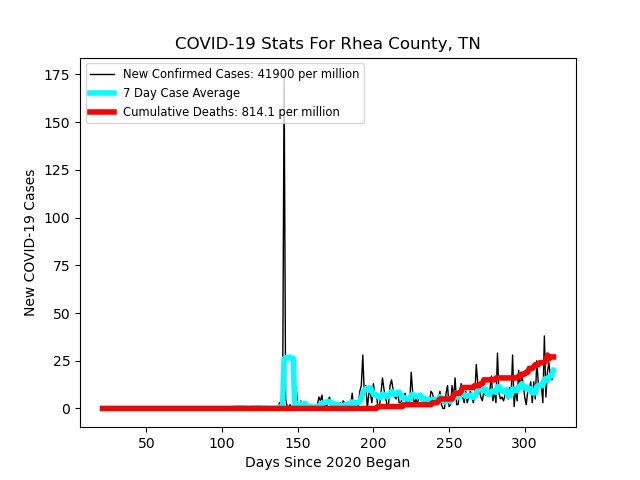 COVID-19 Stats For Rhea County, TN
New Confirmed Cases: 41900 per million
7 Day Case Average
Cumulative Deaths: 814.1 per million
New COVID-19 Cases
175
150
125
100
75
50
25
0
50 100 150 200 250 300
Days Since 2020 Began